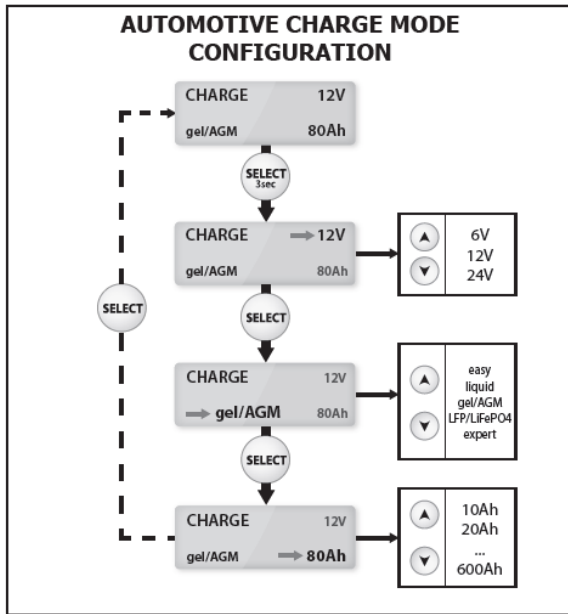 AUTOMOTIVE CHARGE MODE
CONFIGURATION
CHARGE 12V
gel/AGM 80Ah
SELECT
3sec
CHARGE 12V
gel/AGM 80Ah
6V
12V
24V
SELECT
SELECT
CHARGE 12V
gel/AGM 80Ah
easy
liquid
gel/AGM
LFP/LiFePO4
expert
SELECT
CHARGE 12V
gel/AGM 80Ah
10Ah
20Ah
...
600Ah